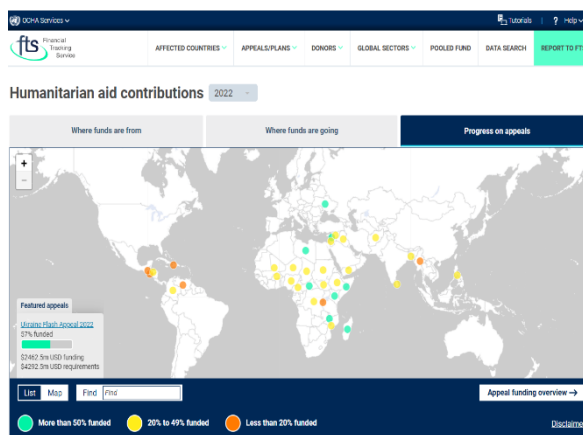 OCHA Services
Tutorials | ? Help
fts Financial Tracking Service
AFFECTED COUNTRIES
APPEALS/PLANS
DONORS
GLOBAL SECTORS
POOLED FUND
DATA SEARCH
REPORT TO FTS
Humanitarian aid contributions 2022
Where funds are from
Where funds are going
Progress on appeals
+
−
Featured appeals
Ukraine Flash Appeal 2022
57% funded
$2462.5m USD funding
$4292.5m USD requirements
List Map Find Find
Appeal funding overview →
More than 50% funded
20% to 49% funded
Less than 20% funded
Disclaime